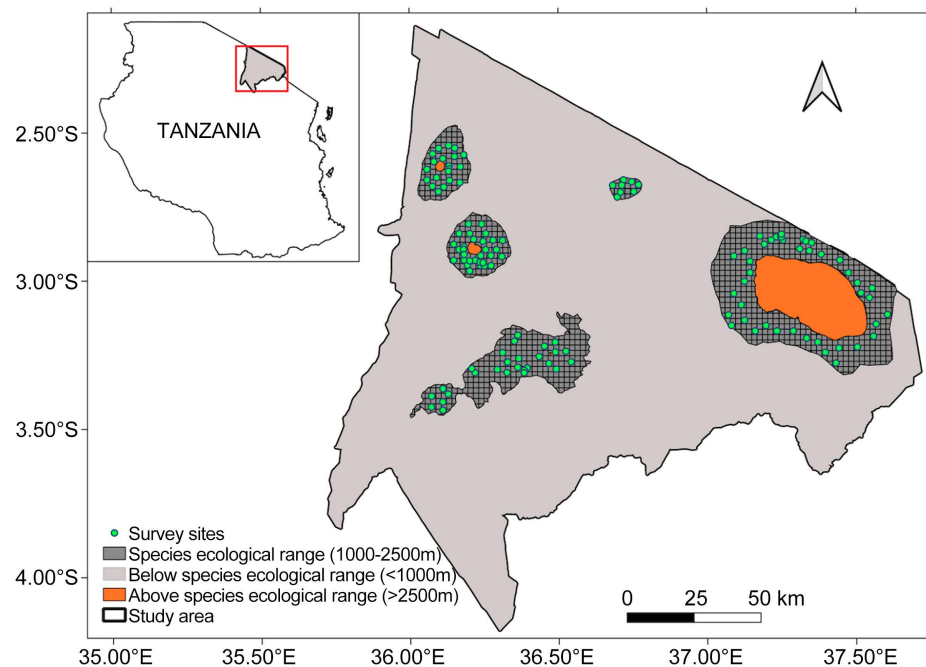 TANZANIA
2.50°S
3.00°S
3.50°S
4.00°S
Survey sites
Species ecological range (1000-2500m)
Below species ecological range (<1000m)
Above species ecological range (>2500m)
Study area
0 25 50 km
35.00°E 35.50°E 36.00°E 36.50°E 37.00°E 37.50°E